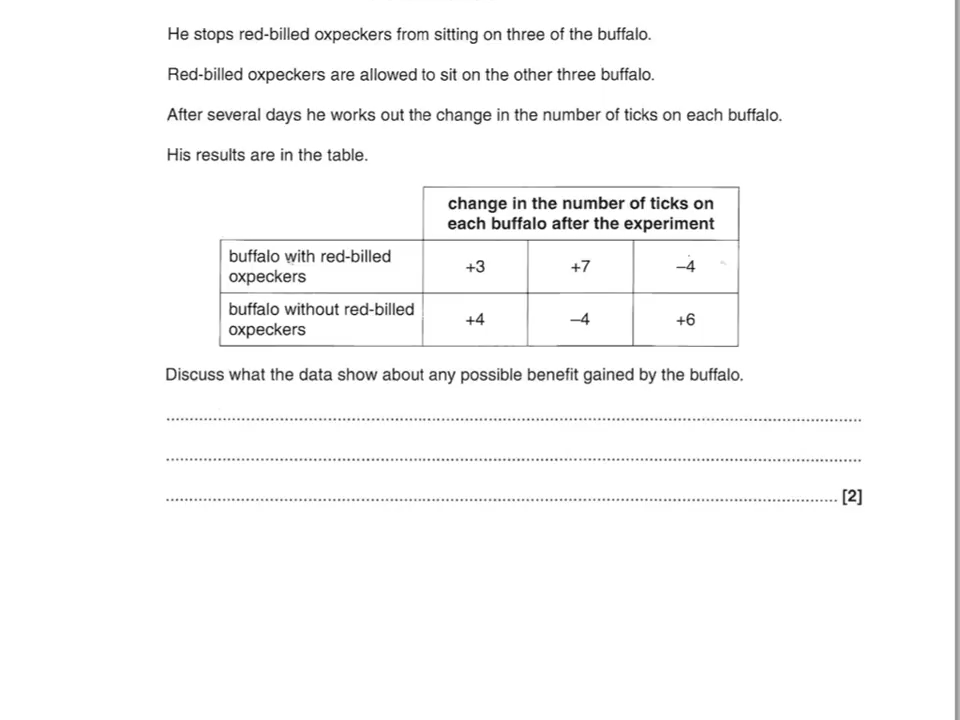 He stops red-billed oxpeckers from sitting on three of the buffalo.
Red-billed oxpeckers are allowed to sit on the other three buffalo.
After several days he works out the change in the number of ticks on each buffalo.
His results are in the table.
change in the number of ticks on
each buffalo after the experiment
buffalo with red-billed
oxpeckers
+3 +7 –4
buffalo without red-billed
oxpeckers
+4 –4 +6
Discuss what the data show about any possible benefit gained by the buffalo.
[2]